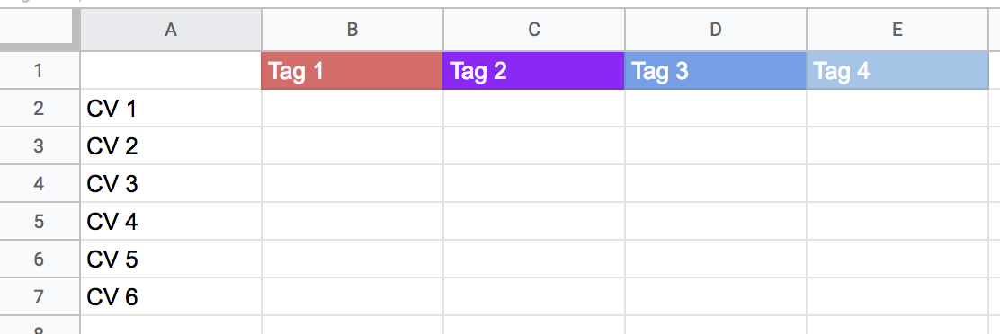 A B C D E
1 Tag 1 Tag 2 Tag 3 Tag 4
2 CV 1
3 CV 2
4 CV 3
5 CV 4
6 CV 5
7 CV 6
8